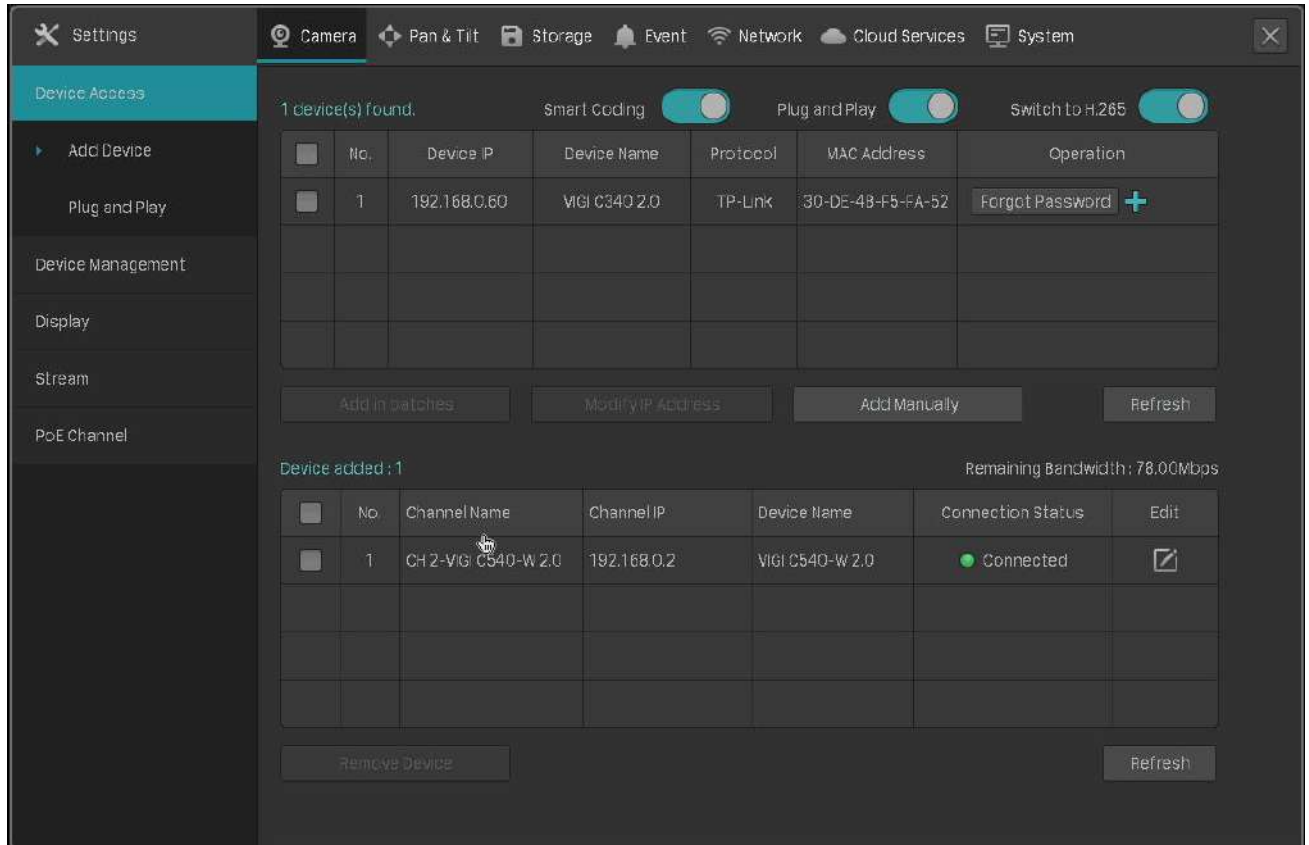 Settings
Camera Pan & Tilt Storage Event Network Cloud Services System
Device Access
Add Device
Plug and Play
Device Management
Display
Stream
PoE Channel
1 device(s) found. Smart Coding Plug and Play Switch to H.265
No. Device IP Device Name Protocol MAC Address Operation
1 192.168.0.60 VIGI C340 2.0 TP-Link 30-DE-4B-F5-FA-52 Forgot Password
Add in batches Modify IP Address Add Manually Refresh
Device added : 1 Remaining Bandwidth : 78.00Mbps
No. Channel Name Channel IP Device Name Connection Status Edit
1 CH 2-VIGI C540-W 2.0 192.168.0.2 VIGI C540-W 2.0 Connected
Remove Device Refresh